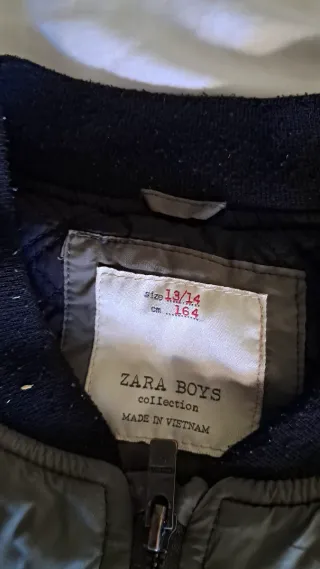 size 13/14
cm 164
ZARA BOYS
collection
MADE IN VIETNAM